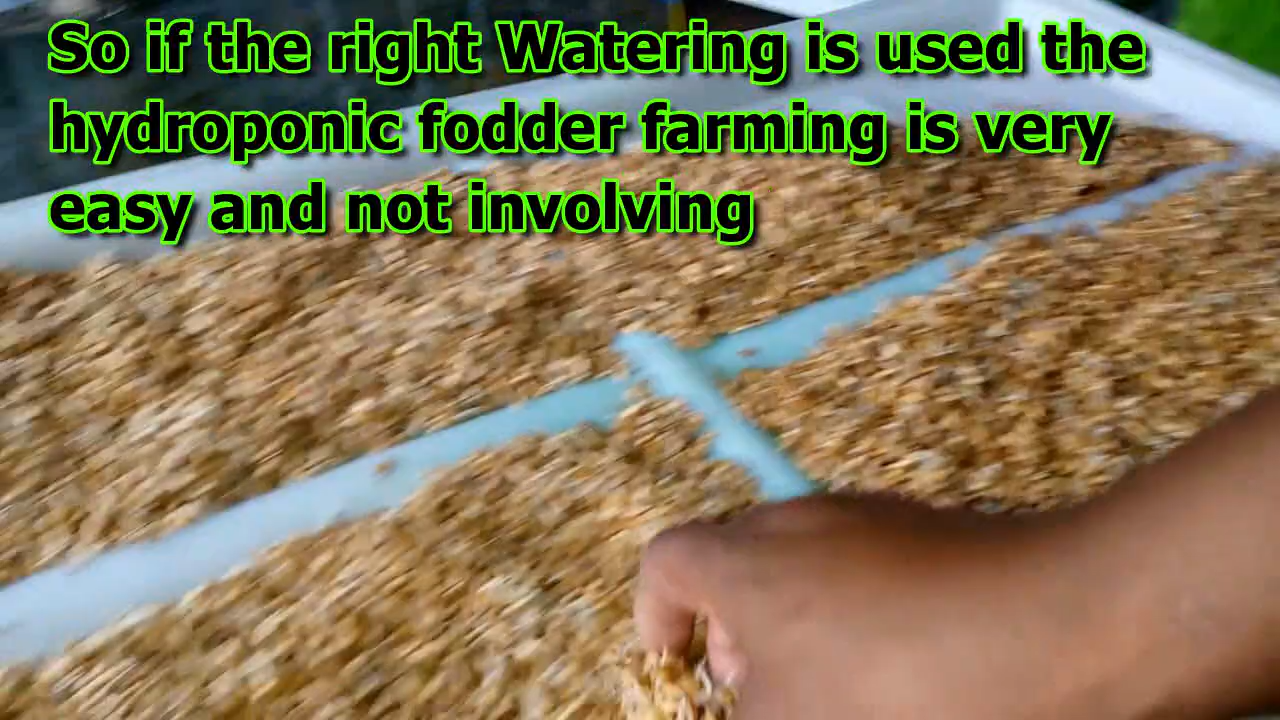 So if the right Watering is used the
hydroponic fodder farming is very
easy and not involving